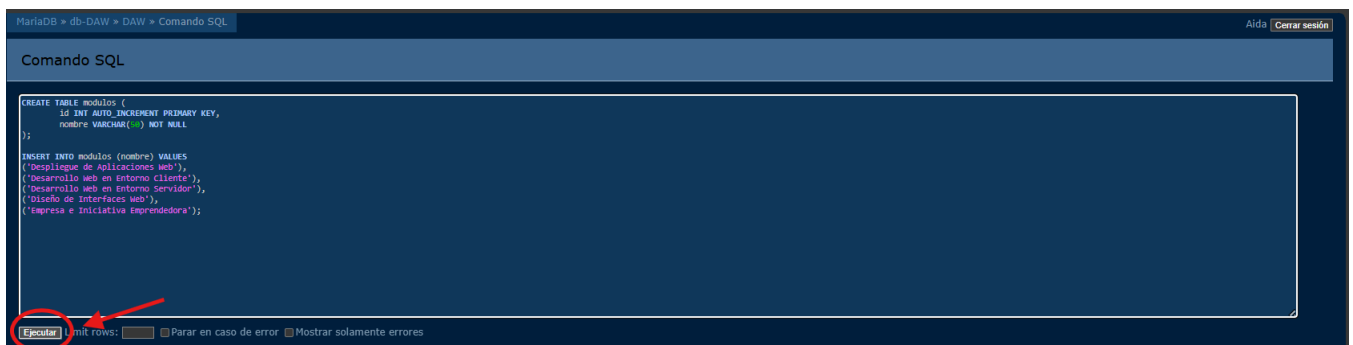 MariaDB » db-DAW » DAW » Comando SQL
Aida Cerrar sesión
Comando SQL
CREATE TABLE modulos (
id INT AUTO_INCREMENT PRIMARY KEY,
nombre VARCHAR(50) NOT NULL
);
INSERT INTO modulos (nombre) VALUES
('Despliegue de Aplicaciones Web'),
('Desarrollo Web en Entorno Cliente'),
('Desarrollo Web en Entorno Servidor'),
('Diseño de Interfaces Web'),
('Empresa e Iniciativa Emprendedora');
Ejecutar Limit rows: Parar en caso de error Mostrar solamente errores